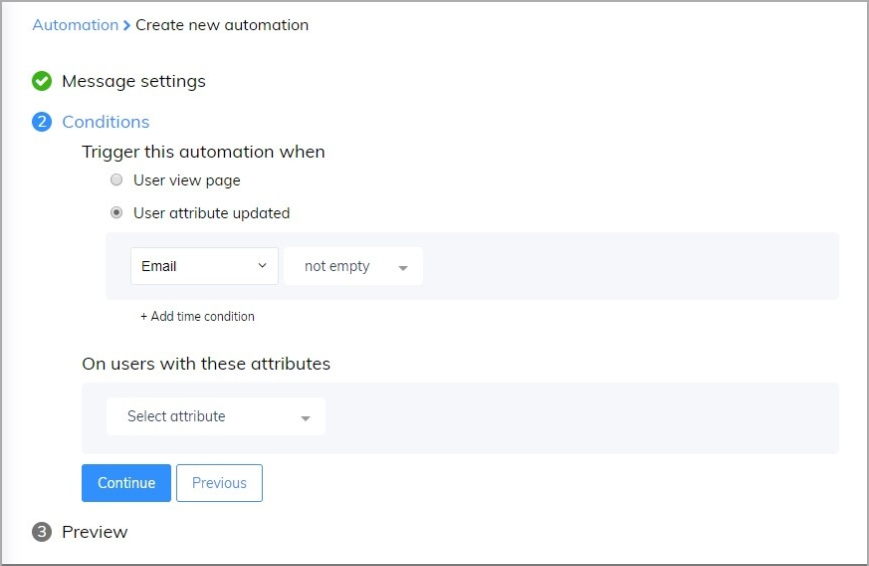 Automation > Create new automation
Message settings
2 Conditions
Trigger this automation when
User view page
User attribute updated
Email not empty
+ Add time condition
On users with these attributes
Select attribute
Continue Previous
3 Preview